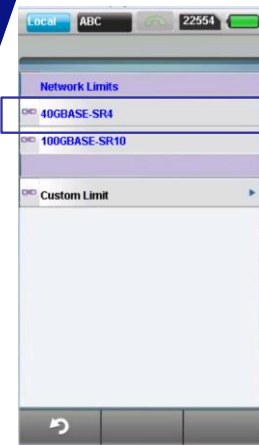 Local ABC 22554
Network Limits
40GBASE-SR4
100GBASE-SR10
Custom Limit